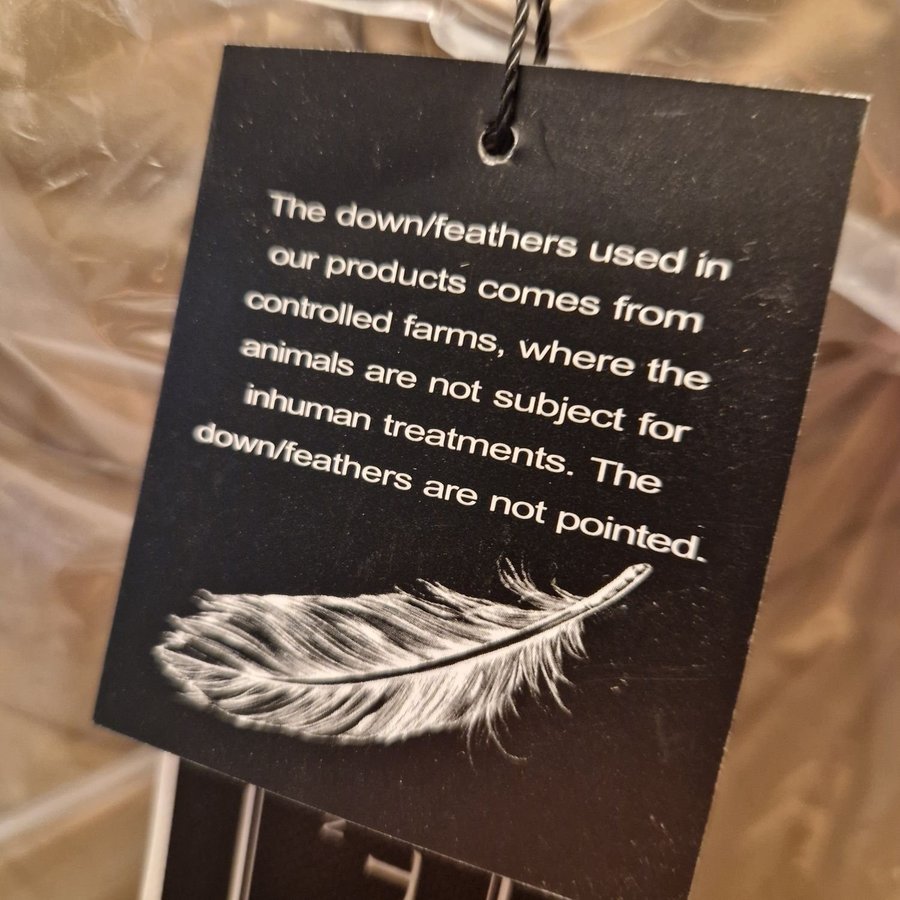 The down/feathers used in
our products comes from
controlled farms, where the
animals are not subject for
inhuman treatments. The
down/feathers are not pointed.